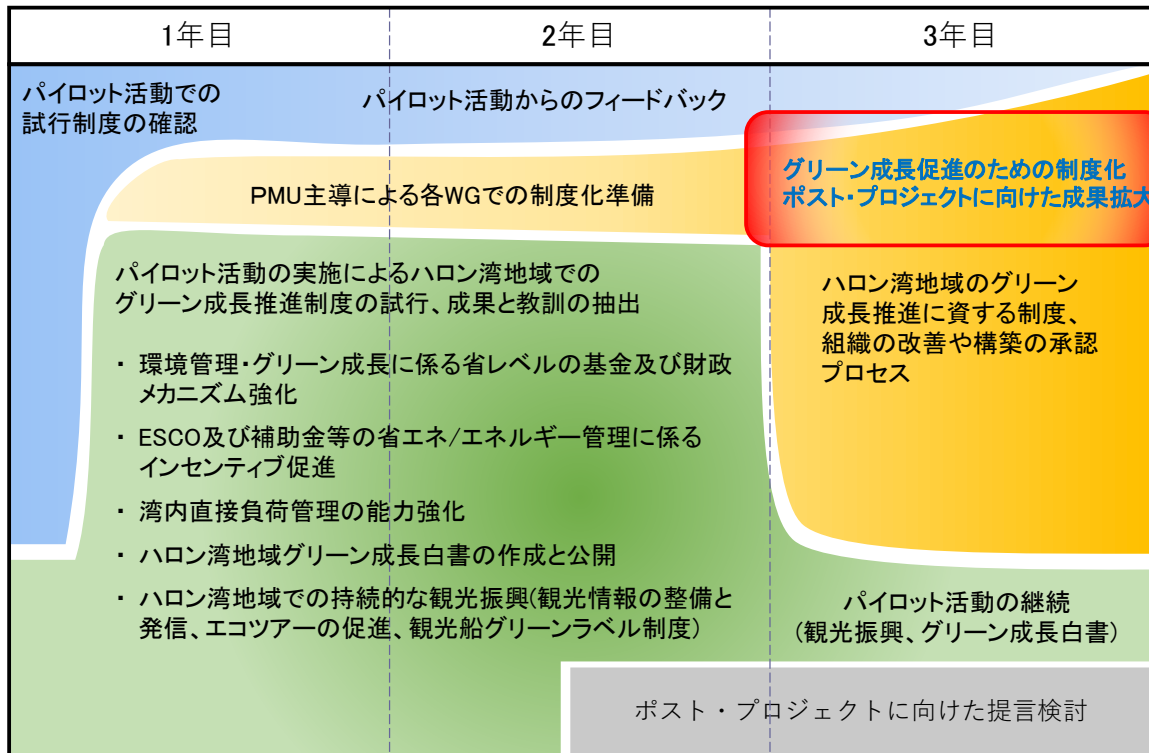 1年目
2年目
3年目
パイロット活動での
試行制度の確認
パイロット活動からのフィードバック
PMU主導による各WGでの制度化準備
グリーン成長促進のための制度化
ポスト・プロジェクトに向けた成果拡大
パイロット活動の実施によるハロン湾地域での
グリーン成長推進制度の試行、成果と教訓の抽出
・ 環境管理・グリーン成長に係る省レベルの基金及び財政
メカニズム強化
・ ESCO及び補助金等の省エネ/エネルギー管理に係る
インセンティブ促進
・ 湾内直接負荷管理の能力強化
・ ハロン湾地域グリーン成長白書の作成と公開
・ ハロン湾地域での持続的な観光振興(観光情報の整備と
発信、エコツアーの促進、観光船グリーンラベル制度)
ハロン湾地域のグリーン
成長推進に資する制度、
組織の改善や構築の承認
プロセス
パイロット活動の継続
(観光振興、グリーン成長白書)
ポスト・プロジェクトに向けた提言検討